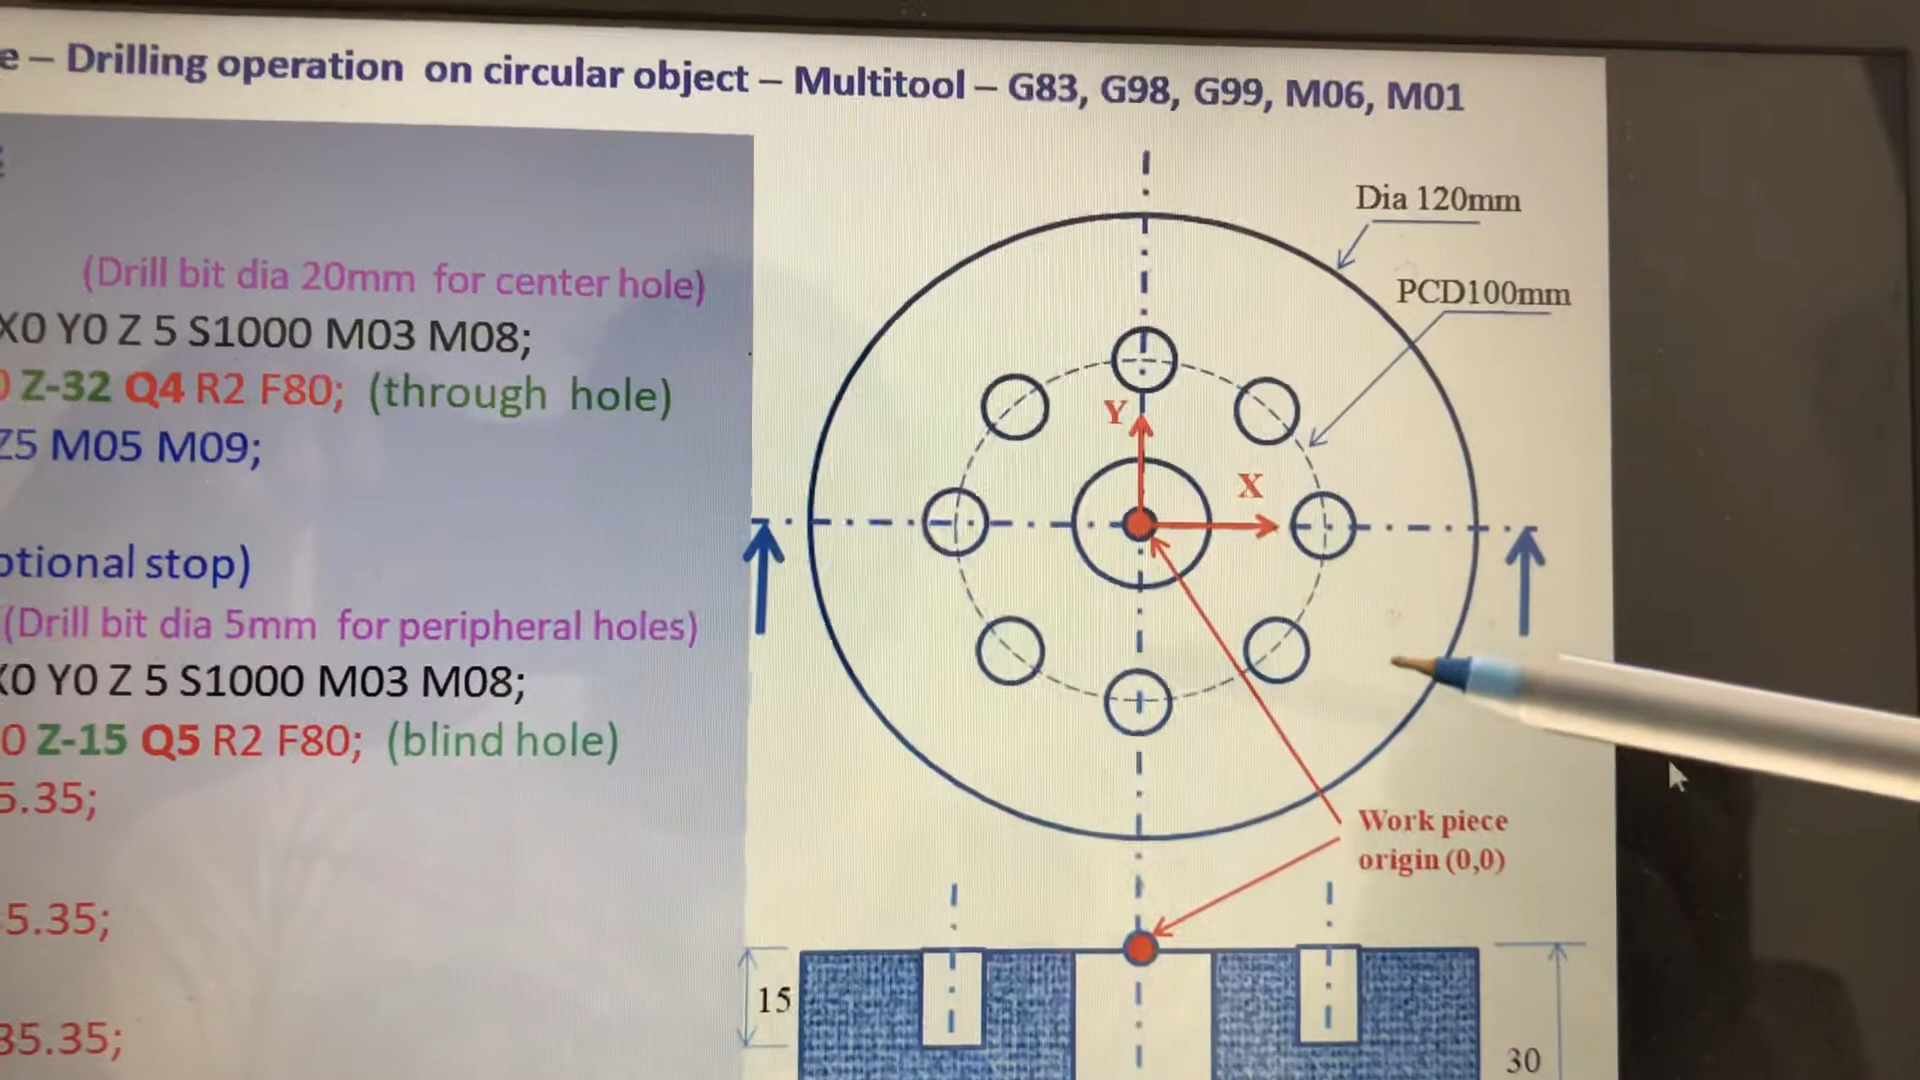 e – Drilling operation on circular object – Multitool – G83, G98, G99, M06, M01
(Drill bit dia 20mm for center hole)
X0 Y0 Z 5 S1000 M03 M08;
0 Z-32 Q4 R2 F80; (through hole)
Z5 M05 M09;
otional stop)
(Drill bit dia 5mm for peripheral holes)
X0 Y0 Z 5 S1000 M03 M08;
0 Z-15 Q5 R2 F80; (blind hole)
5.35;
5.35;
35.35;
Dia 120mm
PCD100mm
Y
X
Work piece
origin (0,0)
15
30